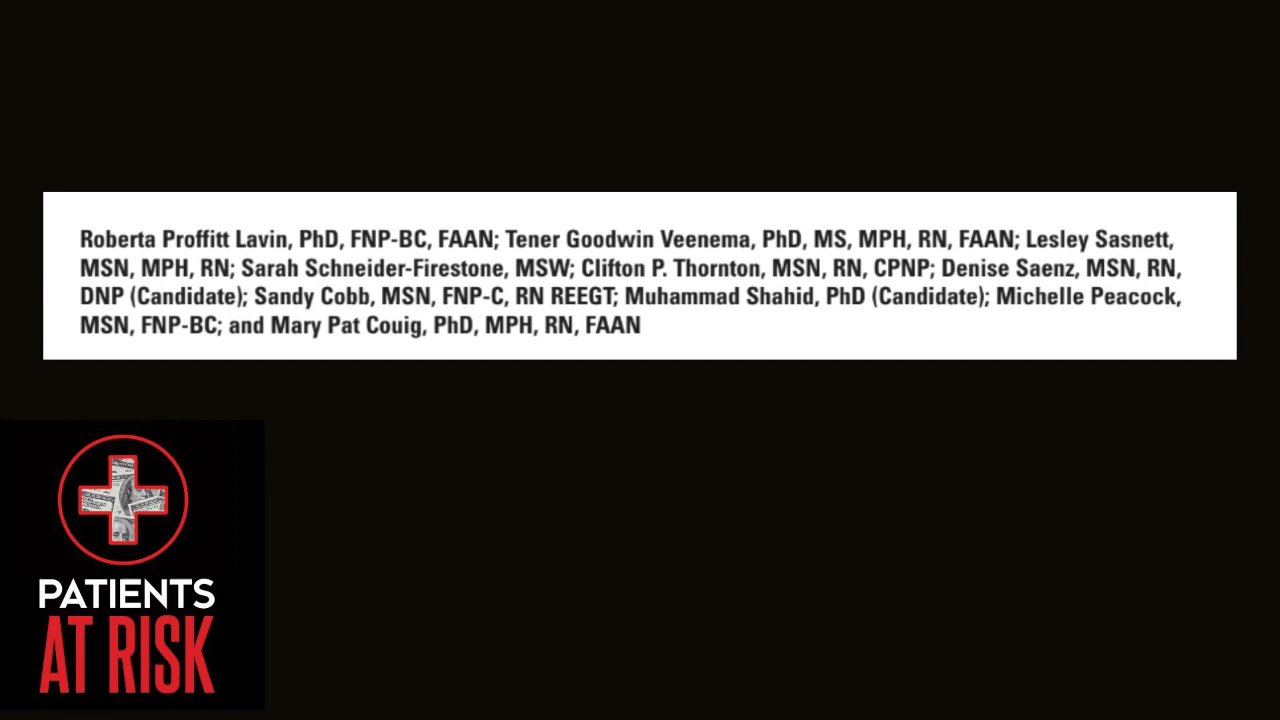 Roberta Proffitt Lavin, PhD, FNP-BC, FAAN; Tener Goodwin Veenema, PhD, MS, MPH, RN, FAAN; Lesley Sasnett,
MSN, MPH, RN; Sarah Schneider-Firestone, MSW; Clifton P. Thornton, MSN, RN, CPNP; Denise Saenz, MSN, RN,
DNP (Candidate); Sandy Cobb, MSN, FNP-C, RN REEGT; Muhammad Shahid, PhD (Candidate); Michelle Peacock,
MSN, FNP-BC; and Mary Pat Couig, PhD, MPH, RN, FAAN
PATIENTS
AT RISK